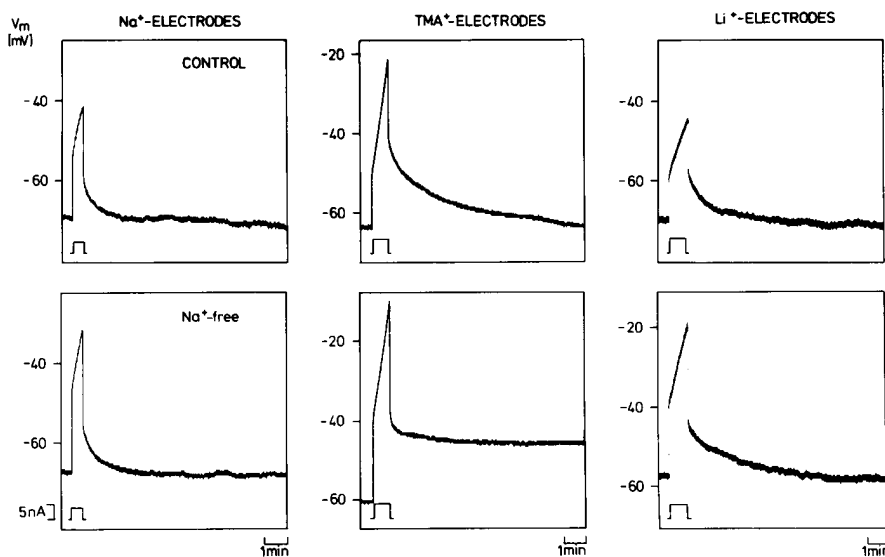 Vm
[mV]
Na⁺-ELECTRODES
TMA⁺-ELECTRODES
Li⁺-ELECTRODES
CONTROL
-40
-60
-20
-40
-60
-40
-60
Na⁺-free
-40
-60
-20
-40
-60
-20
-40
-60
5nA
1min
1min
1min